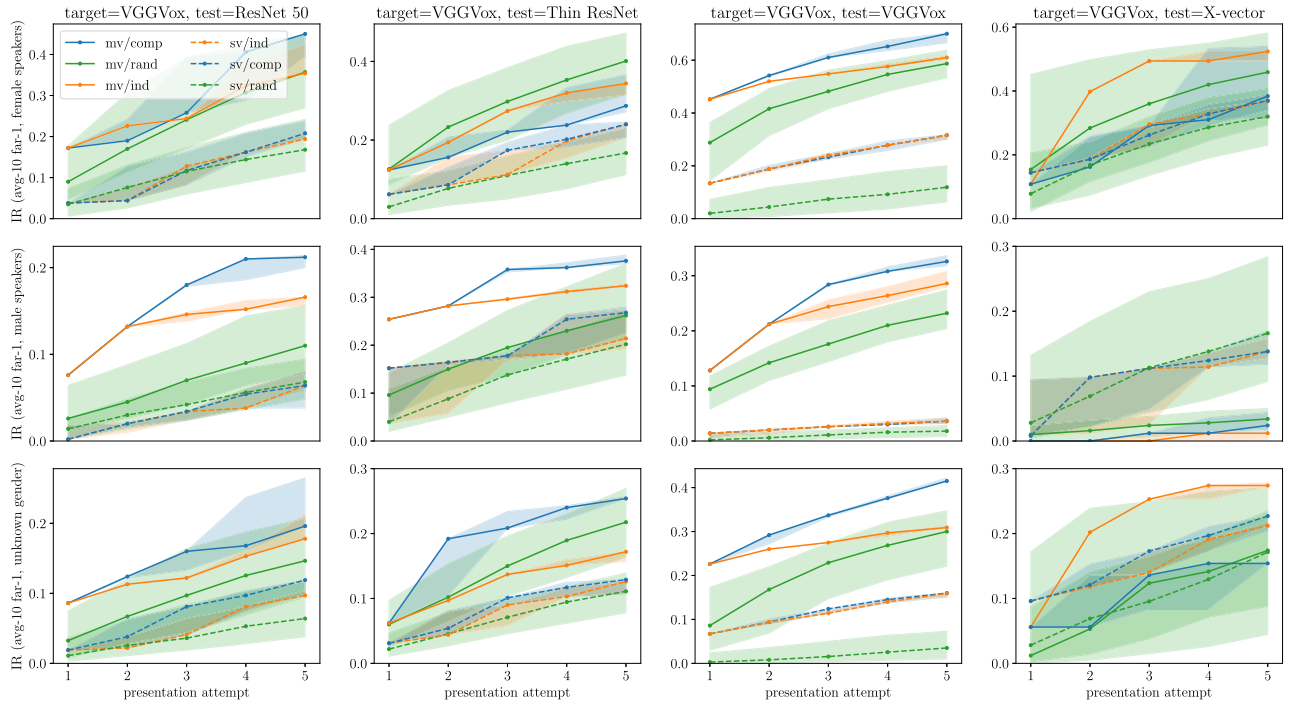 target=VGGVox, test=ResNet 50
target=VGGVox, test=Thin ResNet
target=VGGVox, test=VGGVox
target=VGGVox, test=X-vector
IR (avg-10 far-1, female speakers)
0.4
0.3
0.2
0.1
0.0
mv/comp
mv/rand
mv/ind
sv/ind
sv/comp
sv/rand
0.4
0.2
0.0
0.6
0.4
0.2
0.0
0.6
0.4
0.2
0.0
IR (avg-10 far-1, male speakers)
0.2
0.1
0.0
0.4
0.3
0.2
0.1
0.0
0.3
0.2
0.1
0.0
0.3
0.2
0.1
0.0
IR (avg-10 far-1, unknown gender)
0.2
0.1
0.0
0.3
0.2
0.1
0.0
0.4
0.3
0.2
0.1
0.0
0.3
0.2
0.1
0.0
1 2 3 4 5
presentation attempt
1 2 3 4 5
presentation attempt
1 2 3 4 5
presentation attempt
1 2 3 4 5
presentation attempt